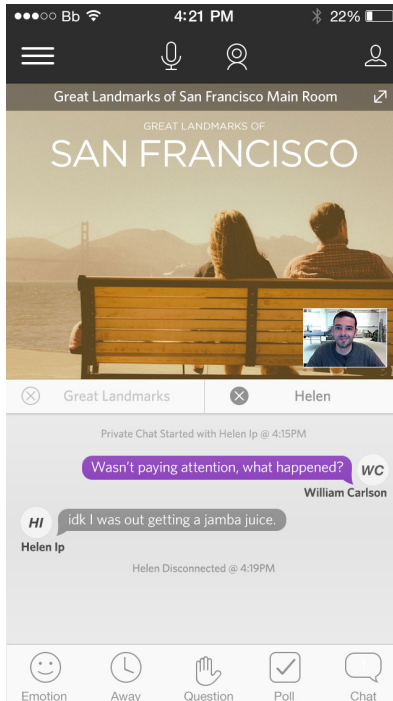 Bb 4:21 PM 22%
Great Landmarks of San Francisco Main Room
GREAT LANDMARKS OF
SAN FRANCISCO
Great Landmarks Helen
Private Chat Started with Helen Ip @ 4:15PM
Wasn't paying attention, what happened? WC
William Carlson
HI idk I was out getting a jamba juice.
Helen Ip
Helen Disconnected @ 4:19PM
Emotion Away Question Poll Chat